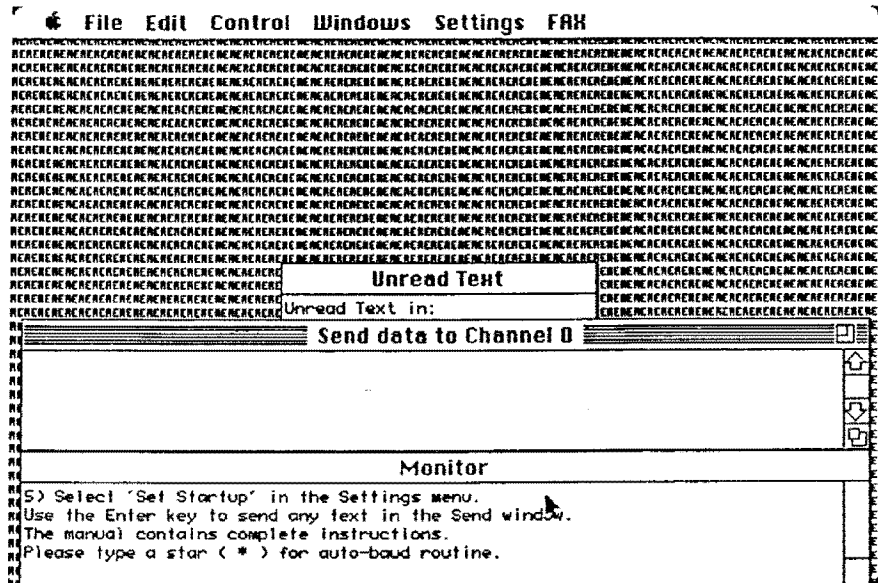 File Edit Control Windows Settings FAX
Unread Text
Unread Text in:
Send data to Channel 0
Monitor
5) Select 'Set Startup' in the Settings menu.
Use the Enter key to send any text in the Send window.
The manual contains complete instructions.
Please type a star ( * ) for auto-baud routine.